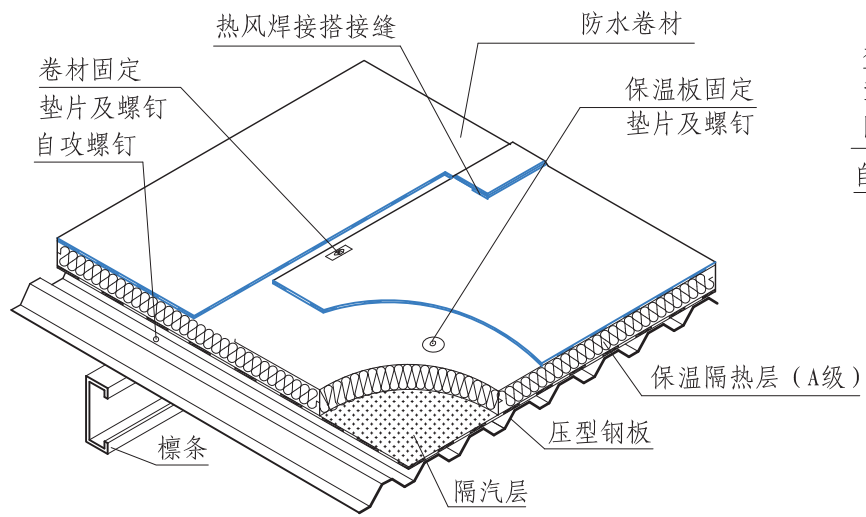 热风焊接搭接缝
防水卷材
卷材固定
垫片及螺钉
自攻螺钉
保温板固定
垫片及螺钉
保温隔热层（A级）
压型钢板
檩条
隔汽层